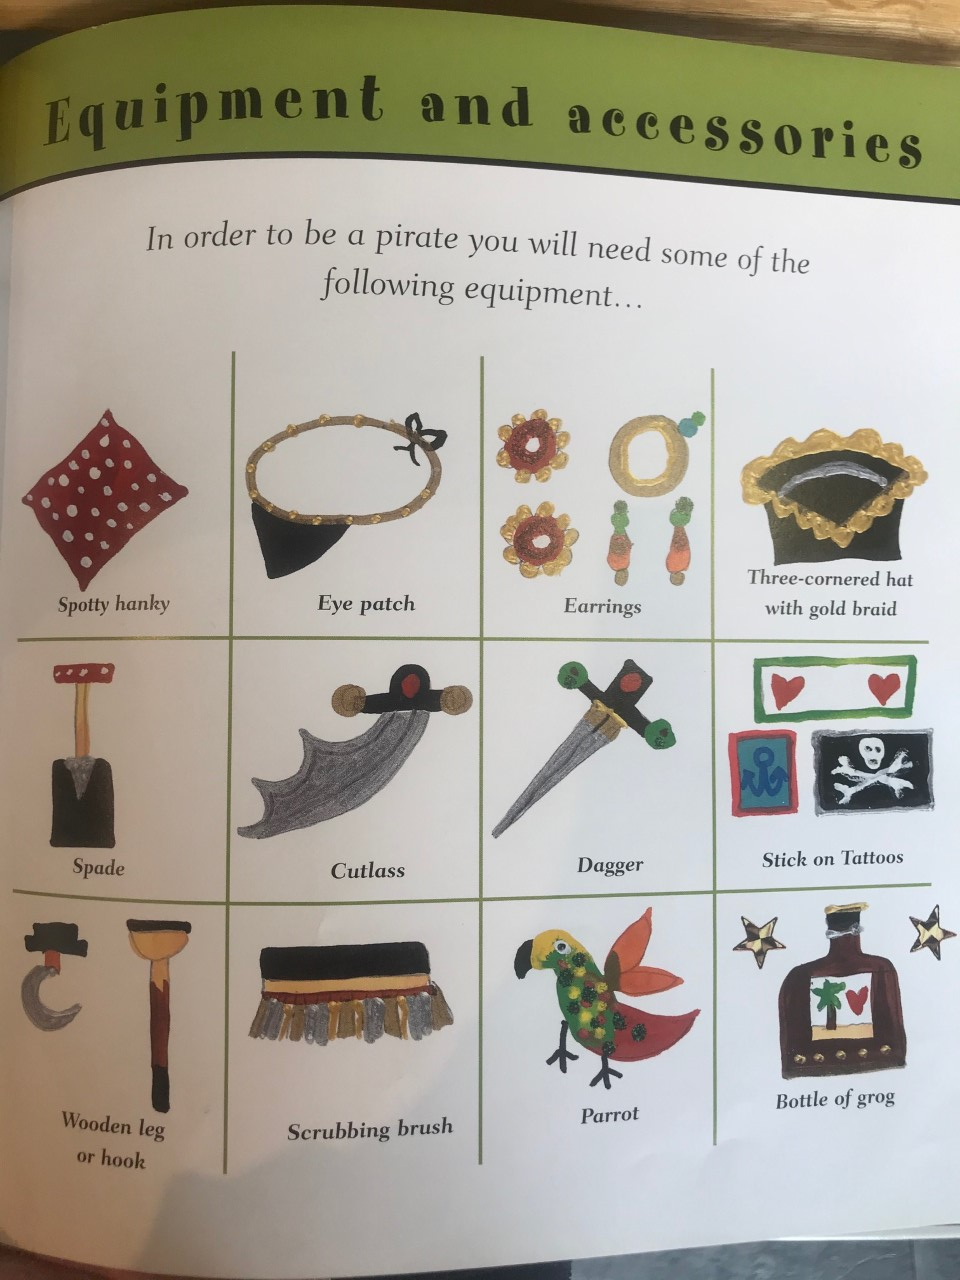 Equipment and accessories
In order to be a pirate you will need some of the
following equipment...
Spotty hanky
Eye patch
Earrings
Three-cornered hat
with gold braid
Spade
Cutlass
Dagger
Stick on Tattoos
Wooden leg
or hook
Scrubbing brush
Parrot
Bottle of grog